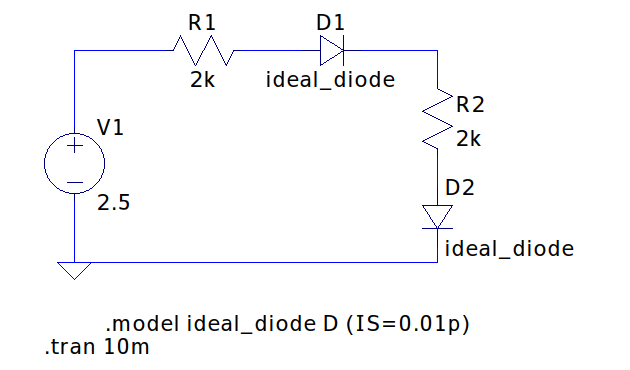 R1
D1
2k
ideal_diode
R2
2k
V1
2.5
D2
ideal_diode
.model ideal_diode D (IS=0.01p)
.tran 10m